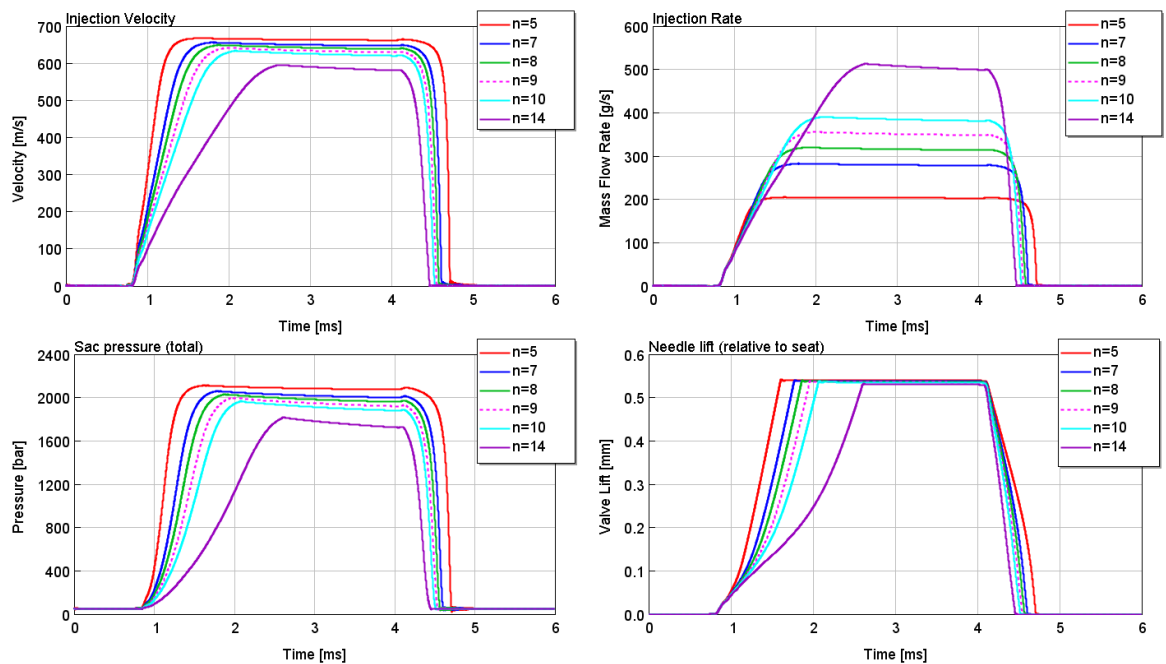 Injection Velocity
700
600
500
400
300
200
100
0
Velocity [m/s]
0 1 2 3 4 5 6
Time [ms]
n=5
n=7
n=8
n=9
n=10
n=14
Injection Rate
600
500
400
300
200
100
0
Mass Flow Rate [g/s]
0 1 2 3 4 5 6
Time [ms]
n=5
n=7
n=8
n=9
n=10
n=14
Sac pressure (total)
2400
2000
1600
1200
800
400
0
Pressure [bar]
0 1 2 3 4 5 6
Time [ms]
n=5
n=7
n=8
n=9
n=10
n=14
Needle lift (relative to seat)
0.6
0.5
0.4
0.3
0.2
0.1
0.0
Valve Lift [mm]
0 1 2 3 4 5 6
Time [ms]
n=5
n=7
n=8
n=9
n=10
n=14